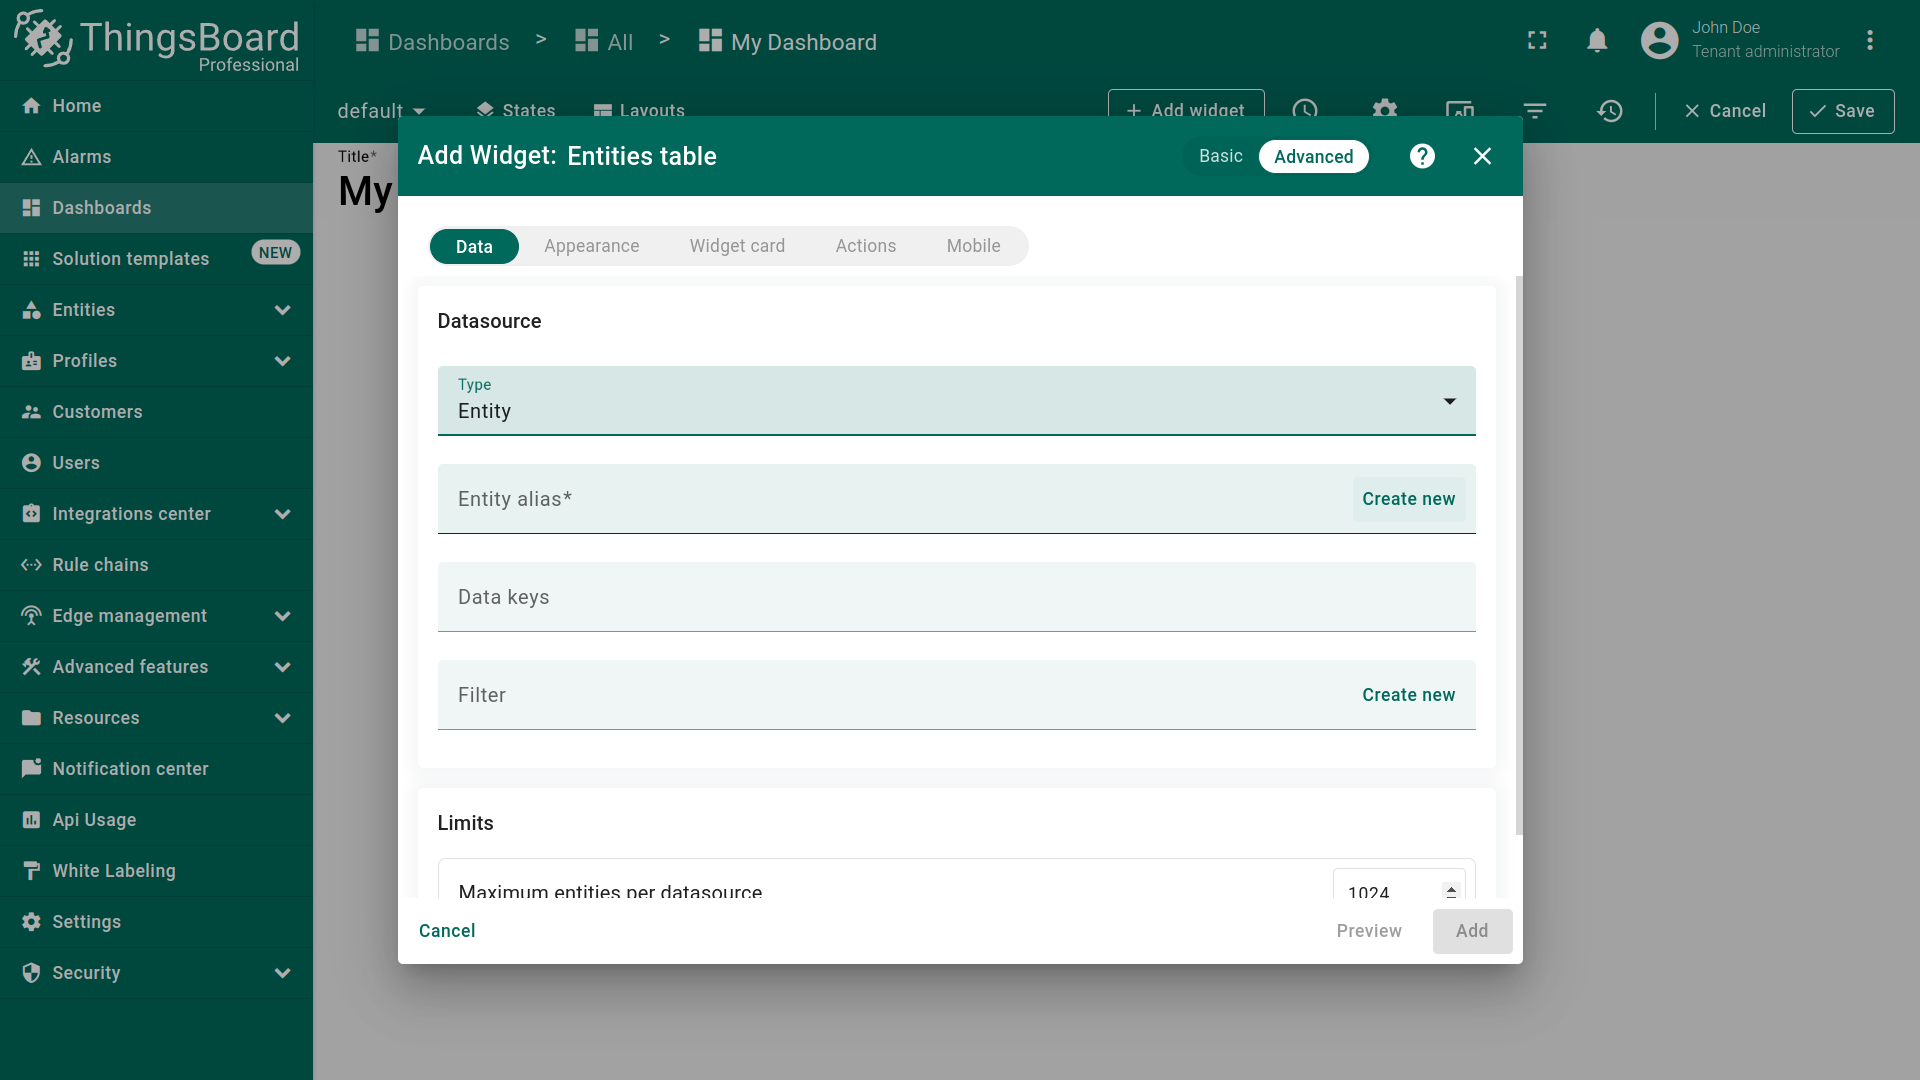 ThingsBoard
Professional
Home
Alarms
Dashboards
Solution templates NEW
Entities
Profiles
Customers
Users
Integrations center
Rule chains
Edge management
Advanced features
Resources
Notification center
Api Usage
White Labeling
Settings
Security
Dashboards > All > My Dashboard
John Doe
Tenant administrator
default States Layouts + Add widget Cancel Save
Title*
My
Add Widget: Entities table Basic Advanced ?
Data Appearance Widget card Actions Mobile
Datasource
Type
Entity
Entity alias* Create new
Data keys
Filter Create new
Limits
Maximum entities per datasource 1024
Cancel Preview Add